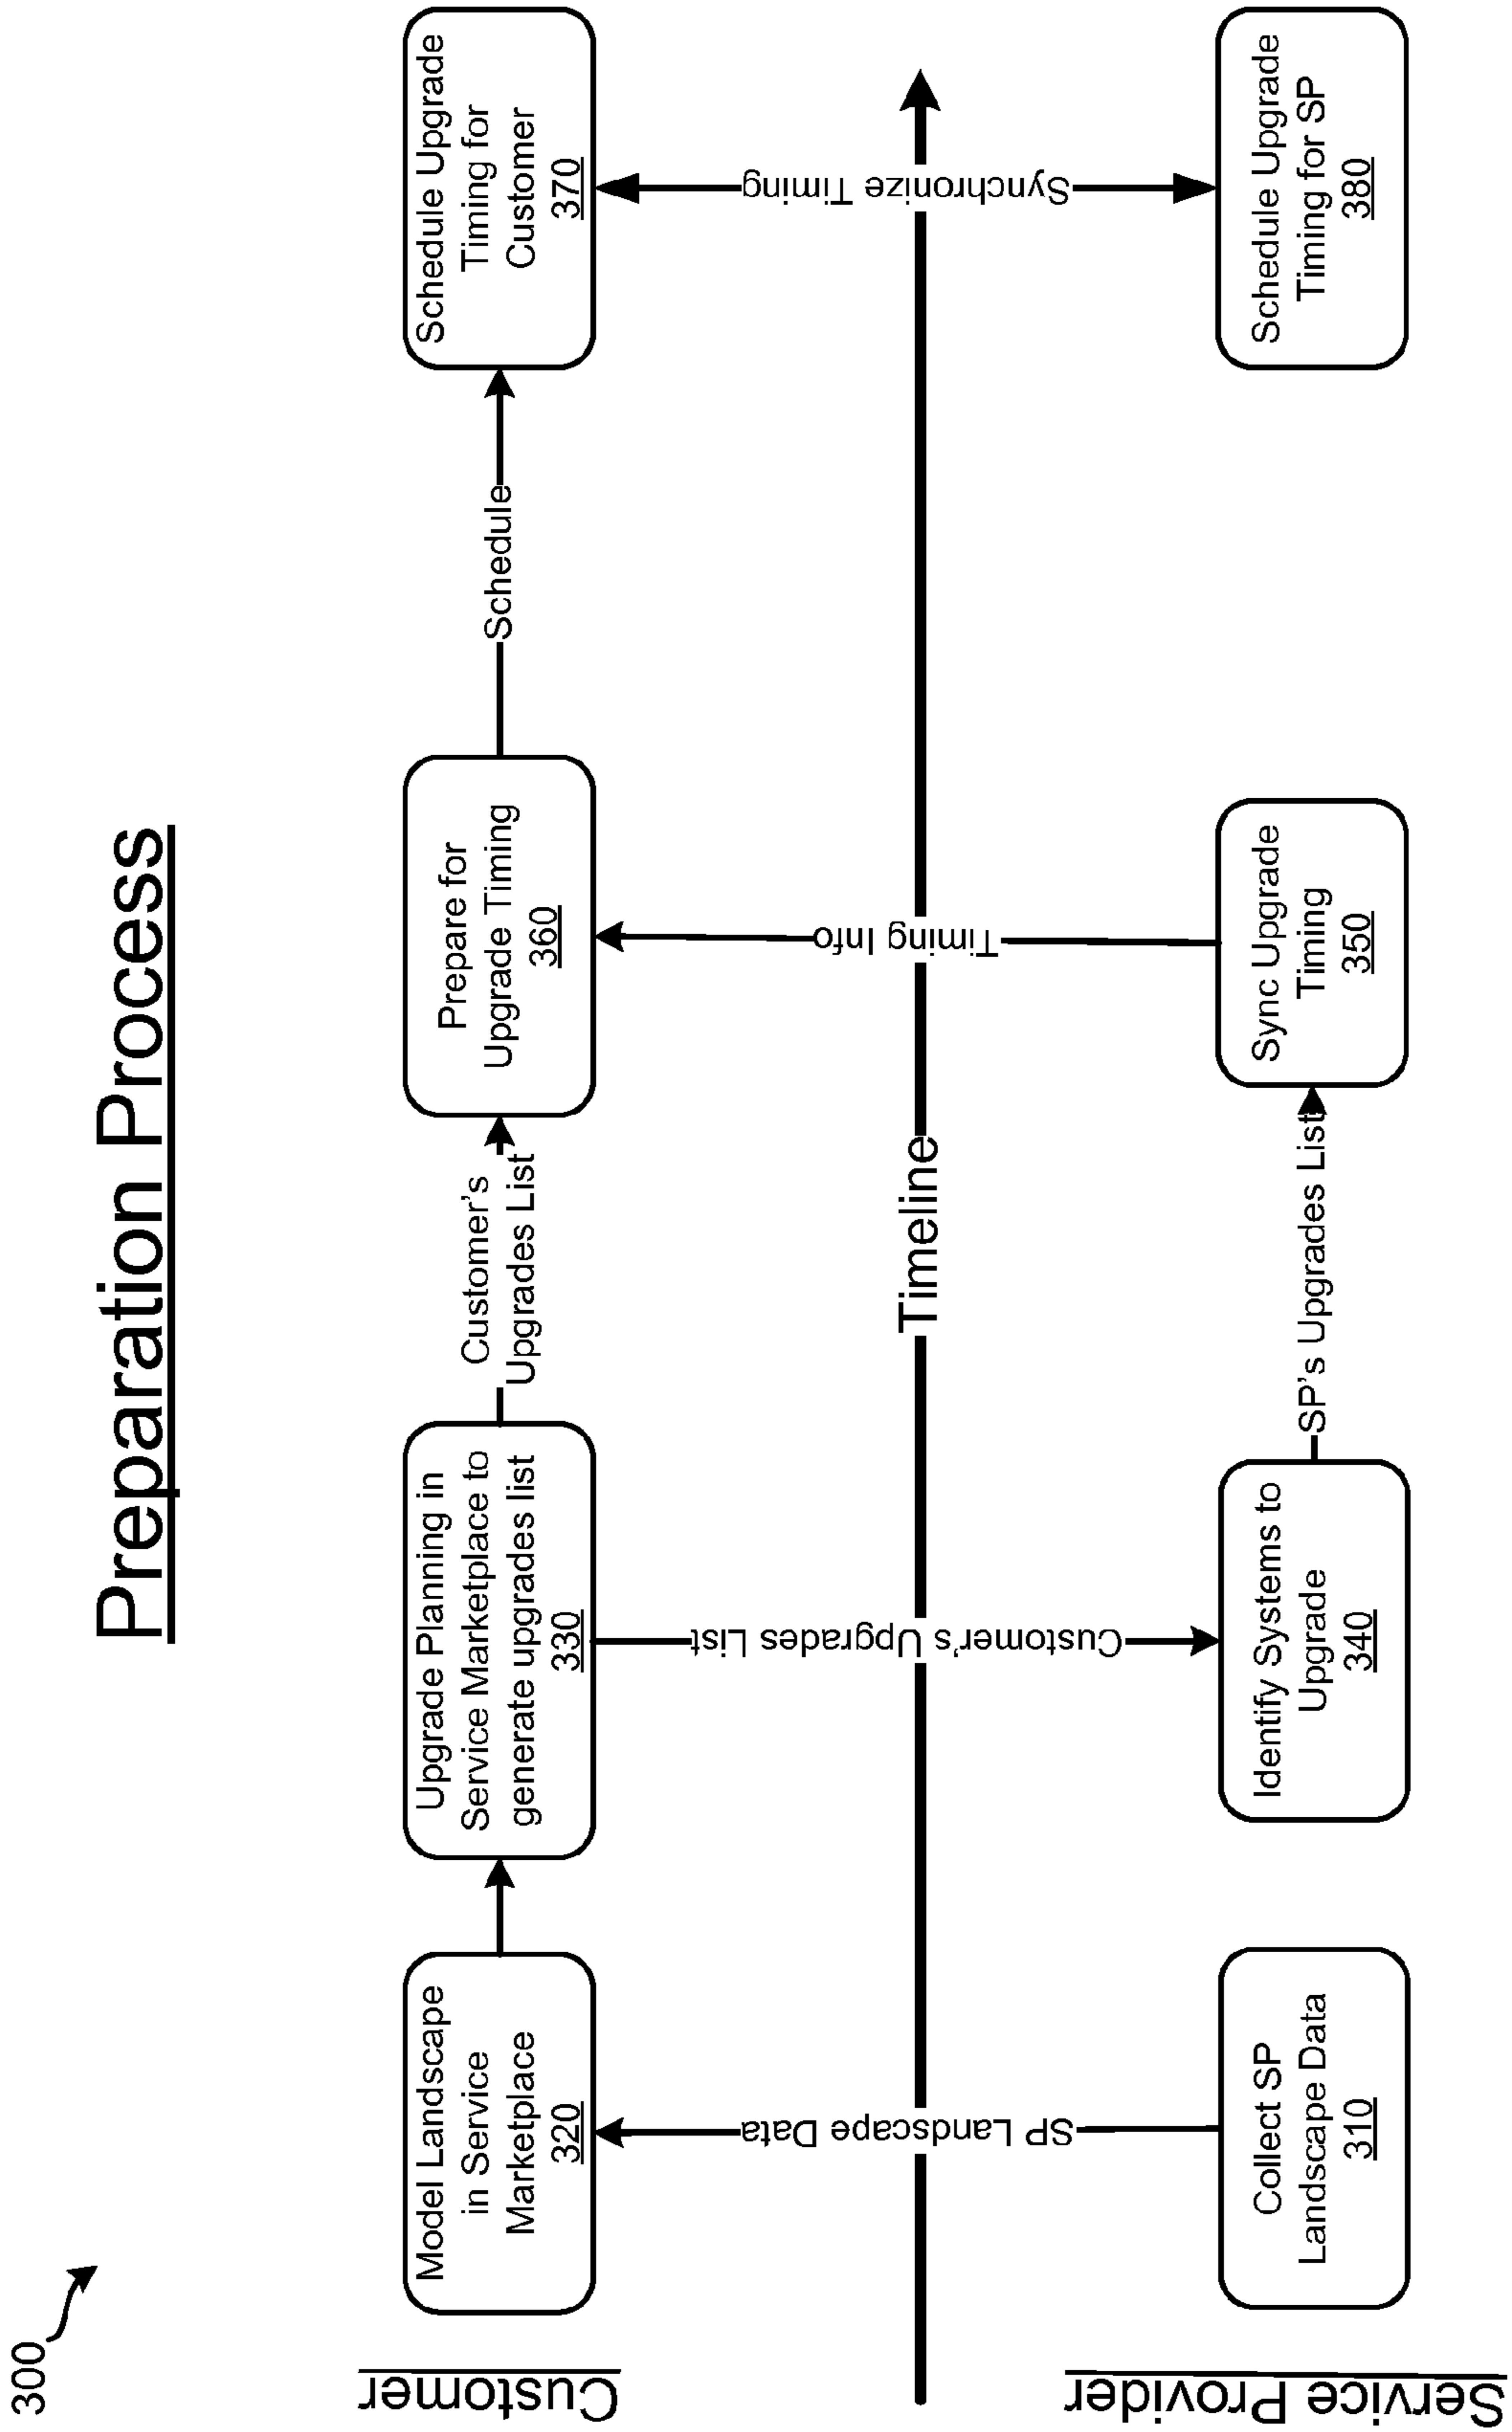 300
Preparation Process
Customer
Model Landscape
in Service
Marketplace
320
Upgrade Planning in
Service Marketplace to
generate upgrades list
330
Customer's
Upgrades List
Prepare for
Upgrade Timing
360
Schedule
Schedule Upgrade
Timing for
Customer
370
SP Landscape Data
Customer's Upgrades List
Timeline
Timing Info
Synchronize Timing
Service Provider
Collect SP
Landscape Data
310
Identify Systems to
Upgrade
340
SP's Upgrades List
Sync Upgrade
Timing
350
Schedule Upgrade
Timing for SP
380